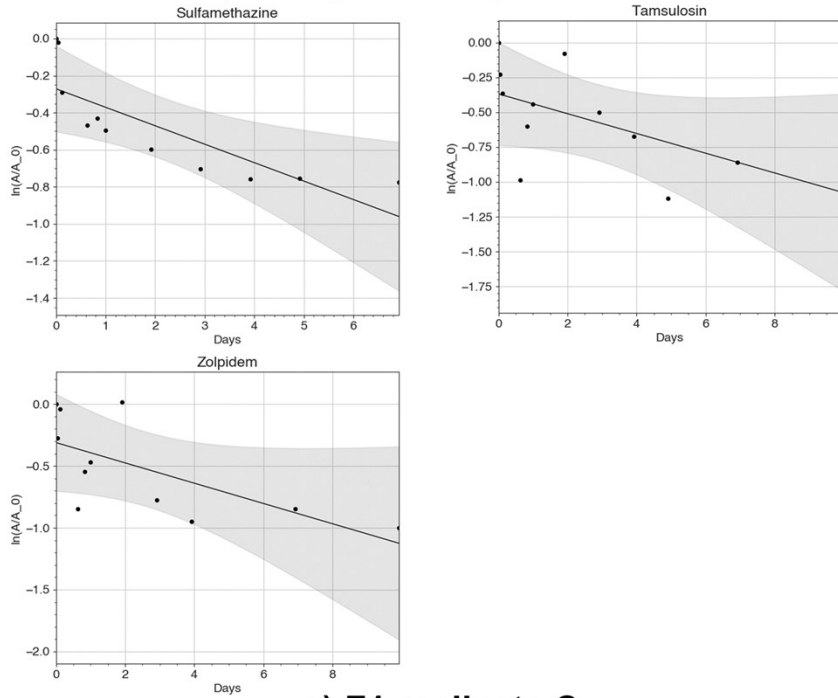 Sulfamethazine
0.0
−0.2
−0.4
−0.6
−0.8
−1.0
−1.2
−1.4
ln(A/A_0)
0 1 2 3 4 5 6
Days
Tamsulosin
0.00
−0.25
−0.50
−0.75
−1.00
−1.25
−1.50
−1.75
ln(A/A_0)
0 2 4 6 8
Days
Zolpidem
0.0
−0.5
−1.0
−1.5
−2.0
ln(A/A_0)
0 2 4 6 8
Days